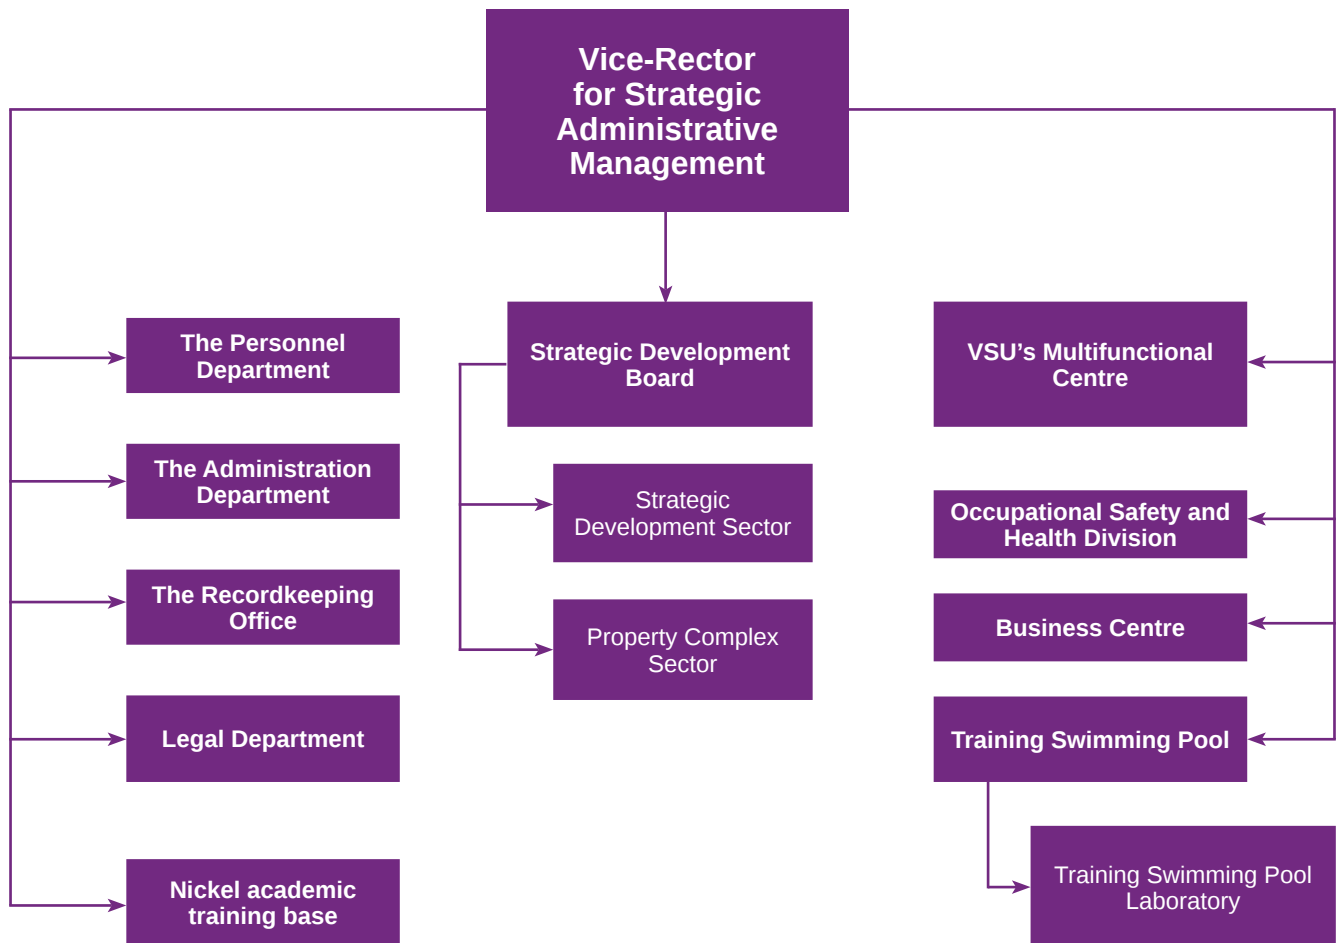 Vice-Rector
for Strategic
Administrative
Management
The Personnel
Department
The Administration
Department
The Recordkeeping
Office
Legal Department
Nickel academic
training base
Strategic Development
Board
Strategic
Development Sector
Property Complex
Sector
VSU’s Multifunctional
Centre
Occupational Safety and
Health Division
Business Centre
Training Swimming Pool
Training Swimming Pool
Laboratory